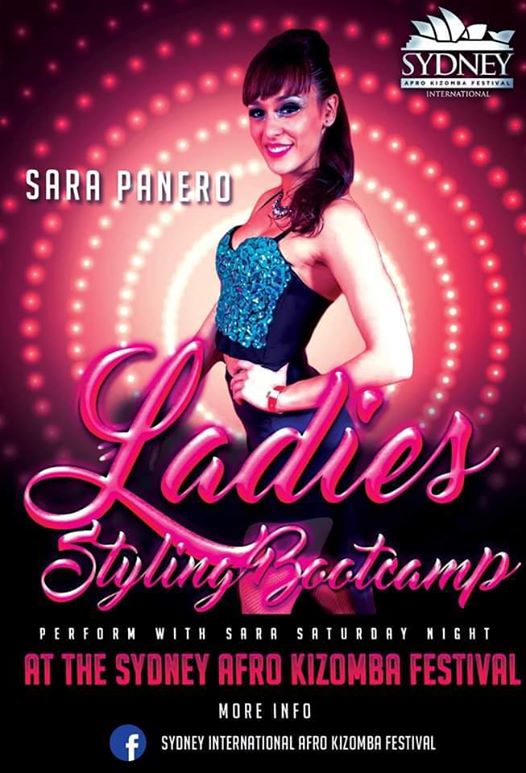 SYDNEY
AFRO KIZOMBA FESTIVAL
INTERNATIONAL
SARA PANERO
Ladies
Styling Bootcamp
PERFORM WITH SARA SATURDAY NIGHT
AT THE SYDNEY AFRO KIZOMBA FESTIVAL
MORE INFO
f SYDNEY INTERNATIONAL AFRO KIZOMBA FESTIVAL